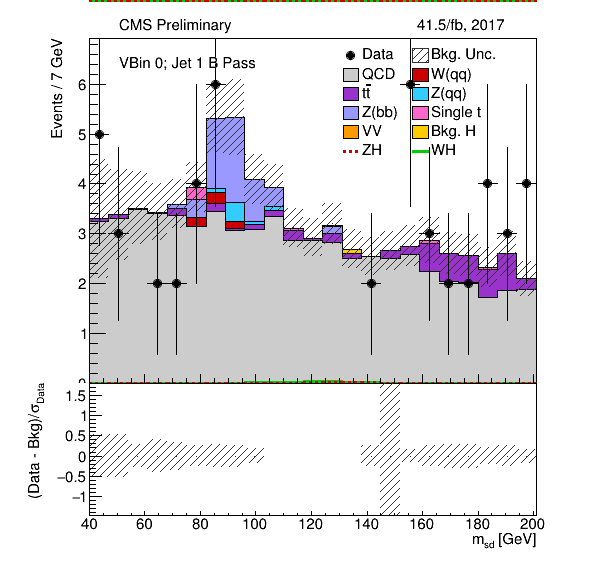 CMS Preliminary 41.5/fb, 2017
VBin 0; Jet 1 B Pass
Data Bkg. Unc.
QCD W(qq)
tt̄ Z(qq)
Z(bb) Single t
VV Bkg. H
ZH WH
Events / 7 GeV
6
5
4
3
2
1
0
(Data - Bkg)/σData
1.5
1
0.5
0
−0.5
−1
40 60 80 100 120 140 160 180 200
msd [GeV]